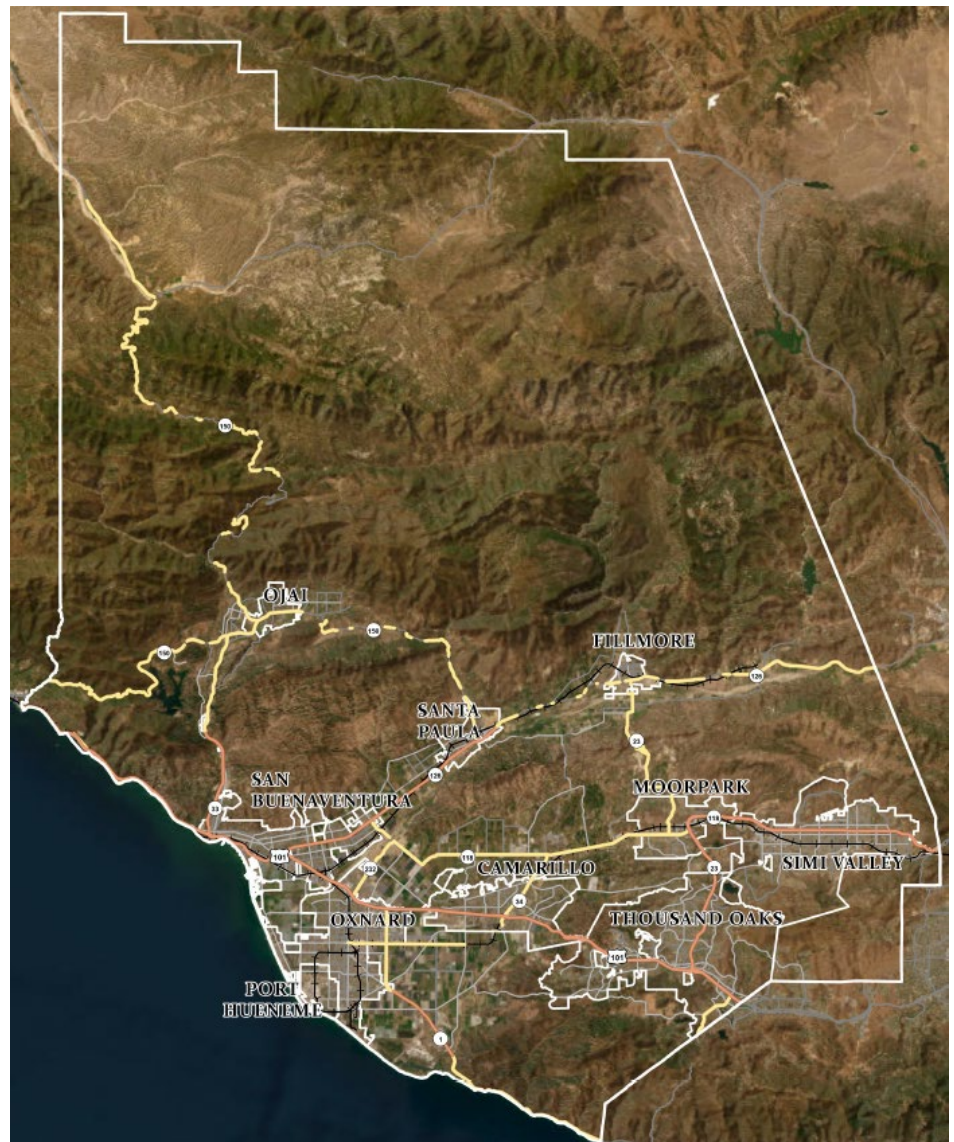 150
OJAI
150
150
FILLMORE
126
SANTA
PAULA
23
126
SAN
BUENAVENTURA
MOORPARK
33
118
101
118
CAMARILLO
SIMI VALLEY
232
23
34
OXNARD
THOUSAND OAKS
101
PORT
HUENEME
1